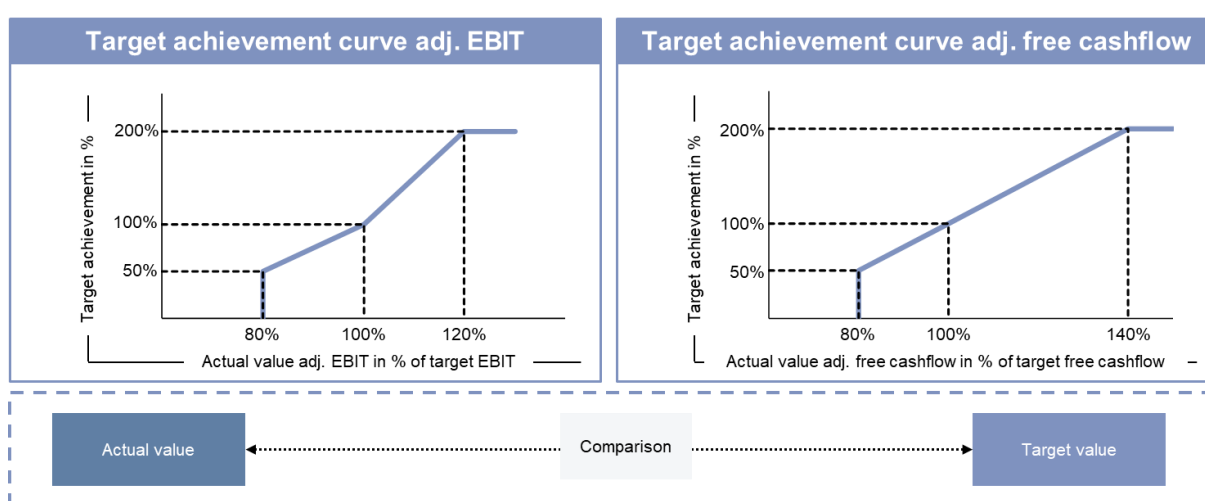 Target achievement curve adj. EBIT
Target achievement in %
200%
100%
50%
80%
100%
120%
Actual value adj. EBIT in % of target EBIT
Target achievement curve adj. free cashflow
Target achievement in %
200%
100%
50%
80%
100%
140%
Actual value adj. free cashflow in % of target free cashflow
Actual value
Comparison
Target value